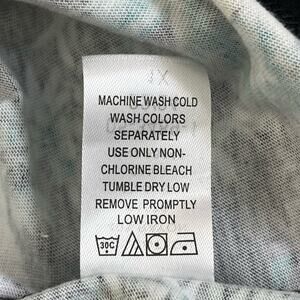 MACHINE WASH COLD
WASH COLORS
SEPARATELY
USE ONLY NON-
CHLORINE BLEACH
TUMBLE DRY LOW
REMOVE PROMPTLY
LOW IRON
30C